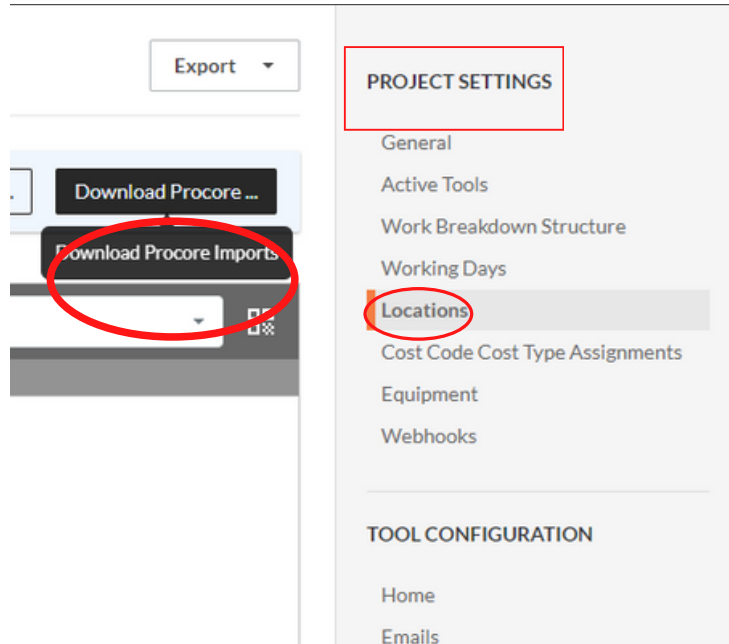 Export
Download Procore ...
Download Procore Imports
PROJECT SETTINGS
General
Active Tools
Work Breakdown Structure
Working Days
Locations
Cost Code Cost Type Assignments
Equipment
Webhooks
TOOL CONFIGURATION
Home
Emails